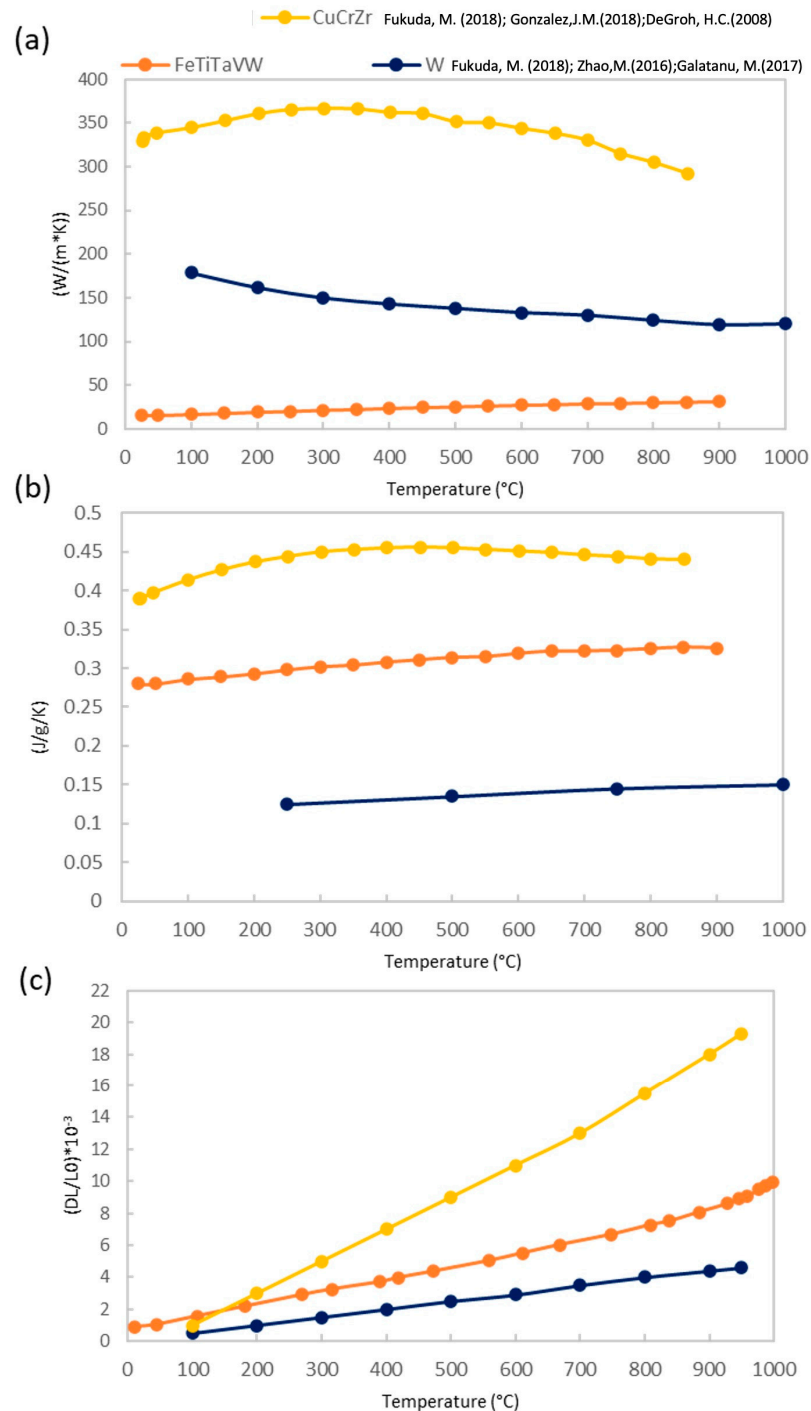 CuCrZr Fukuda, M. (2018); Gonzalez,J.M.(2018);DeGroh, H.C.(2008)
(a)
FeTiTaVW W Fukuda, M. (2018); Zhao,M.(2016);Galatanu, M.(2017)
400
350
300
250
200
150
100
50
0
(W/(m*K))
0 100 200 300 400 500 600 700 800 900 1000
Temperature (°C)
(b)
0.5
0.45
0.4
0.35
0.3
0.25
0.2
0.15
0.1
0.05
0
(J/g/K)
0 100 200 300 400 500 600 700 800 900 1000
Temperature (°C)
(c)
22
20
18
16
14
12
10
8
6
4
2
0
(DL/L0)*10⁻³
0 100 200 300 400 500 600 700 800 900 1000
Temperature (°C)